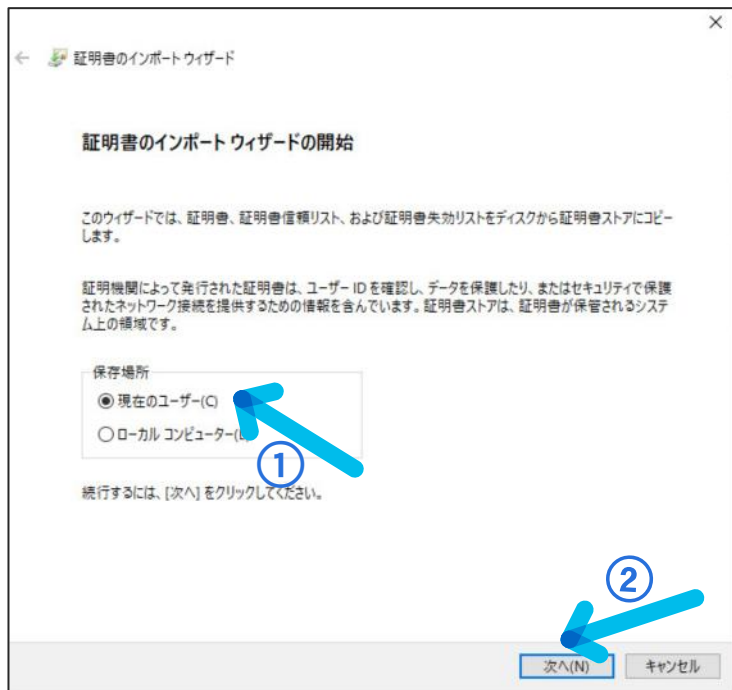 証明書のインポート ウィザード
証明書のインポート ウィザードの開始
このウィザードでは、証明書、証明書信頼リスト、および証明書失効リストをディスクから証明書ストアにコピー
します。
証明機関によって発行された証明書は、ユーザー ID を確認し、データを保護したり、またはセキュリティで保護
されたネットワーク接続を提供するための情報を含んでいます。証明書ストアは、証明書が保管されるシステ
ム上の領域です。
保存場所
現在のユーザー(C)
ローカル コンピューター(
①
続行するには、[次へ] をクリックしてください。
②
次へ(N)
キャンセル